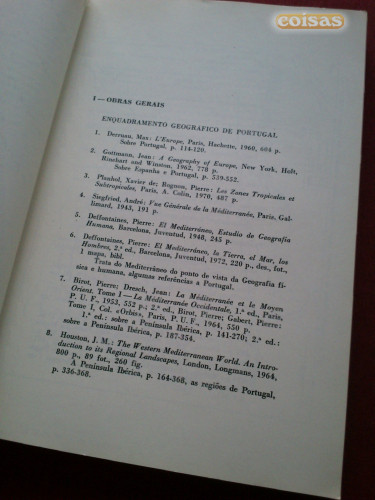 coisas
I — OBRAS GERAIS
ENQUADRAMENTO GEOGRÁFICO DE PORTUGAL
1. Derruau, Max: L'Europe, Paris, Hachette, 1960, 604 p.
Sobre Portugal, p. 114-120.
2. Gottmann, Jean: A Geography of Europe, New York, Holt,
Rinehart and Winston, 1962, 778 p.
Sobre Espanha e Portugal, p. 539-552.
3. Planhol, Xavier de; Rognon, Pierre: Les Zones Tropicales et
Subtropicales, Paris, A. Colin, 1970, 487 p.
4. Siegfried, André: Vue Générale de la Méditerranée, Paris, Gal-
limard, 1943, 191 p.
5. Deffontaines, Pierre: El Mediterráneo, Estudio de Geografía
Humana, Barcelona, Juventud, 1948, 245 p.
6. Deffontaines, Pierre: El Mediterráneo, la Tierra, el Mar, los
Hombres, 2.ª ed., Barcelona, Juventud, 1972, 220 p., des., fot.,
1 mapa, bibl.
Trata do Mediterrâneo do ponto de vista da Geografia fí-
sica e humana, algumas referências a Portugal.
7. Birot, Pierre; Dresch, Jean: La Méditerranée et le Moyen
Orient, Tome I — La Méditerranée Occidentale, 1.ª ed., Paris,
P. U. F., 1953, 552 p.; 2.ª ed., Birot, Pierre; Gabert, Pierre:
Tomo I, Col. «Orbis», Paris, P. U. F., 1964, 550 p.
1.ª ed.: sobre a Península Ibérica, p. 141-270; 2.ª ed.:
sobre a Península Ibérica, p. 187-354.
8. Houston, J. M.: The Western Mediterranean World. An Intro-
duction to its Regional Landscapes, London, Longmans, 1964,
800 p., 89 fot., 260 fig.
A Península Ibérica, p. 164-368, as regiões de Portugal,
p. 336-368.